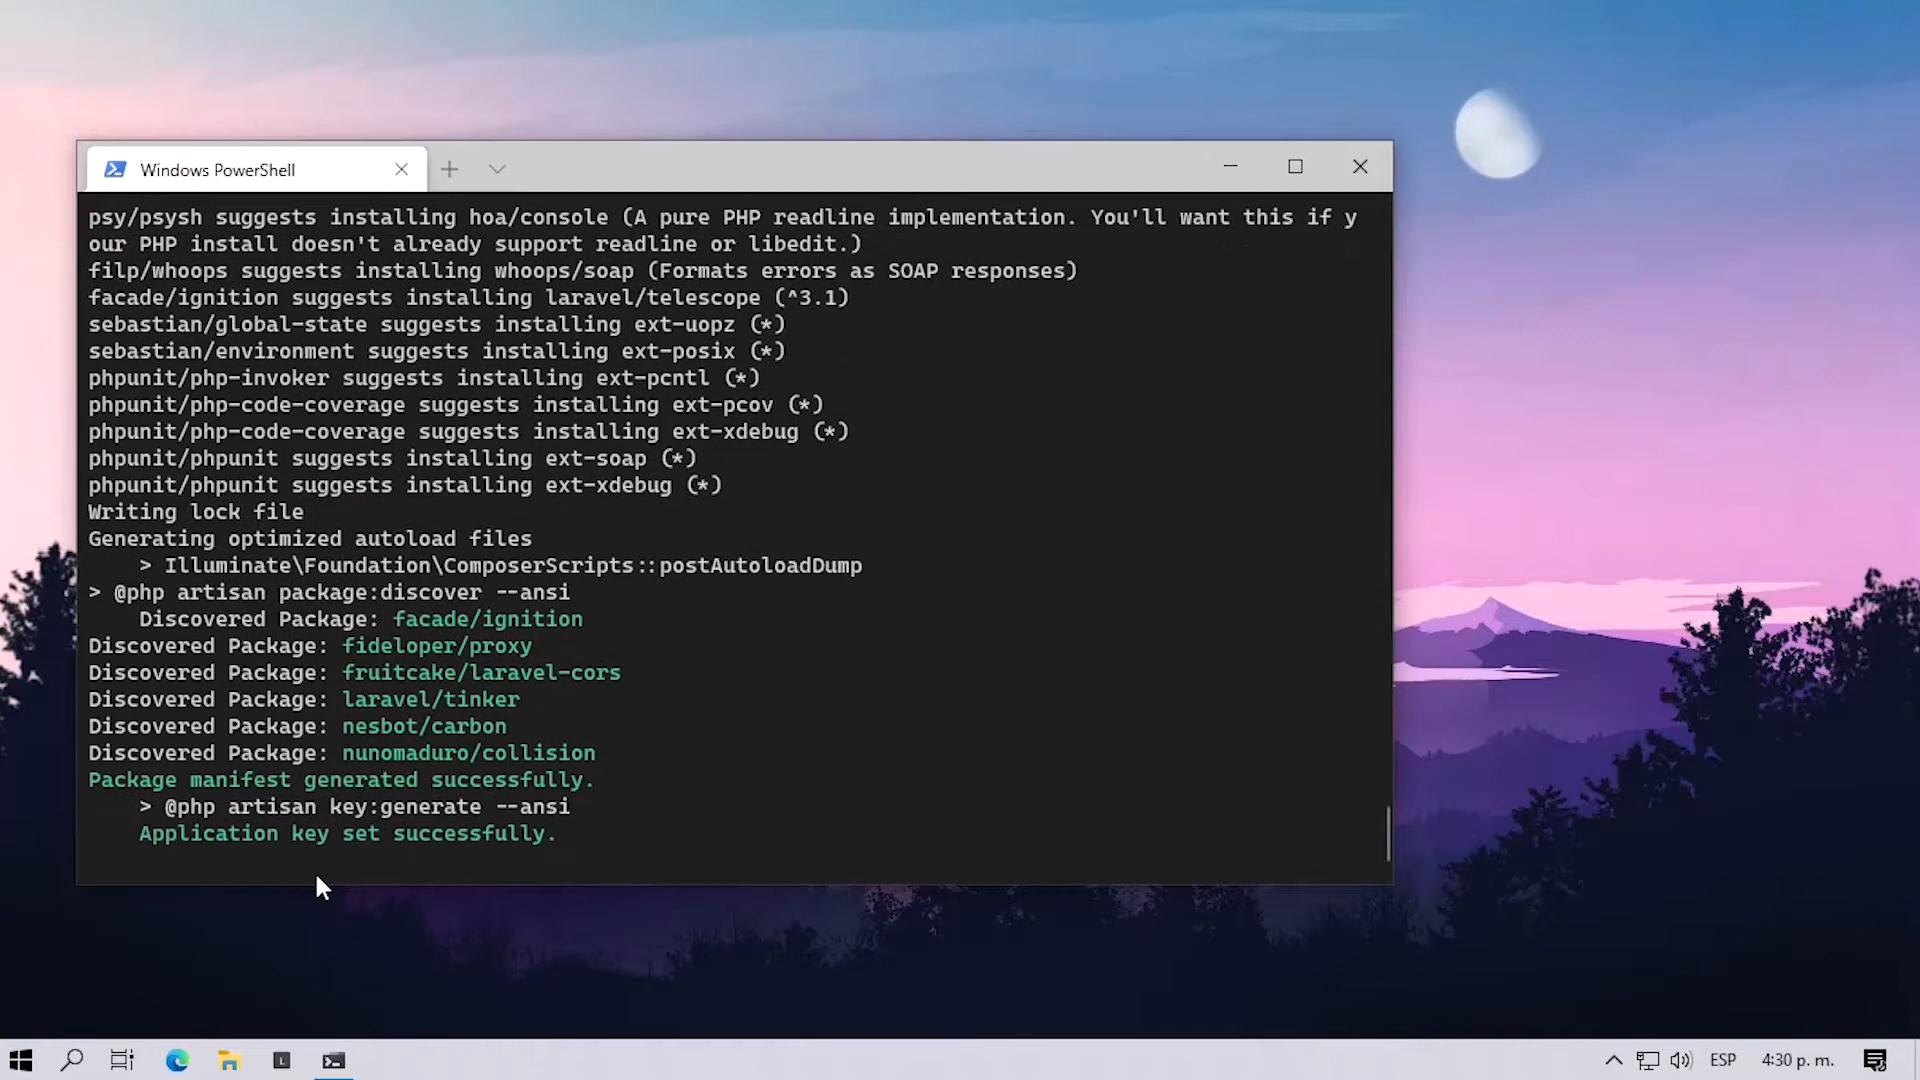 Windows PowerShell
psy/psysh suggests installing hoa/console (A pure PHP readline implementation. You'll want this if y
our PHP install doesn't already support readline or libedit.)
filp/whoops suggests installing whoops/soap (Formats errors as SOAP responses)
facade/ignition suggests installing laravel/telescope (^3.1)
sebastian/global-state suggests installing ext-uopz (*)
sebastian/environment suggests installing ext-posix (*)
phpunit/php-invoker suggests installing ext-pcntl (*)
phpunit/php-code-coverage suggests installing ext-pcov (*)
phpunit/php-code-coverage suggests installing ext-xdebug (*)
phpunit/phpunit suggests installing ext-soap (*)
phpunit/phpunit suggests installing ext-xdebug (*)
Writing lock file
Generating optimized autoload files
> Illuminate\Foundation\ComposerScripts::postAutoloadDump
> @php artisan package:discover --ansi
Discovered Package: facade/ignition
Discovered Package: fideloper/proxy
Discovered Package: fruitcake/laravel-cors
Discovered Package: laravel/tinker
Discovered Package: nesbot/carbon
Discovered Package: nunomaduro/collision
Package manifest generated successfully.
> @php artisan key:generate --ansi
Application key set successfully.
L
ESP
4:30 p. m.